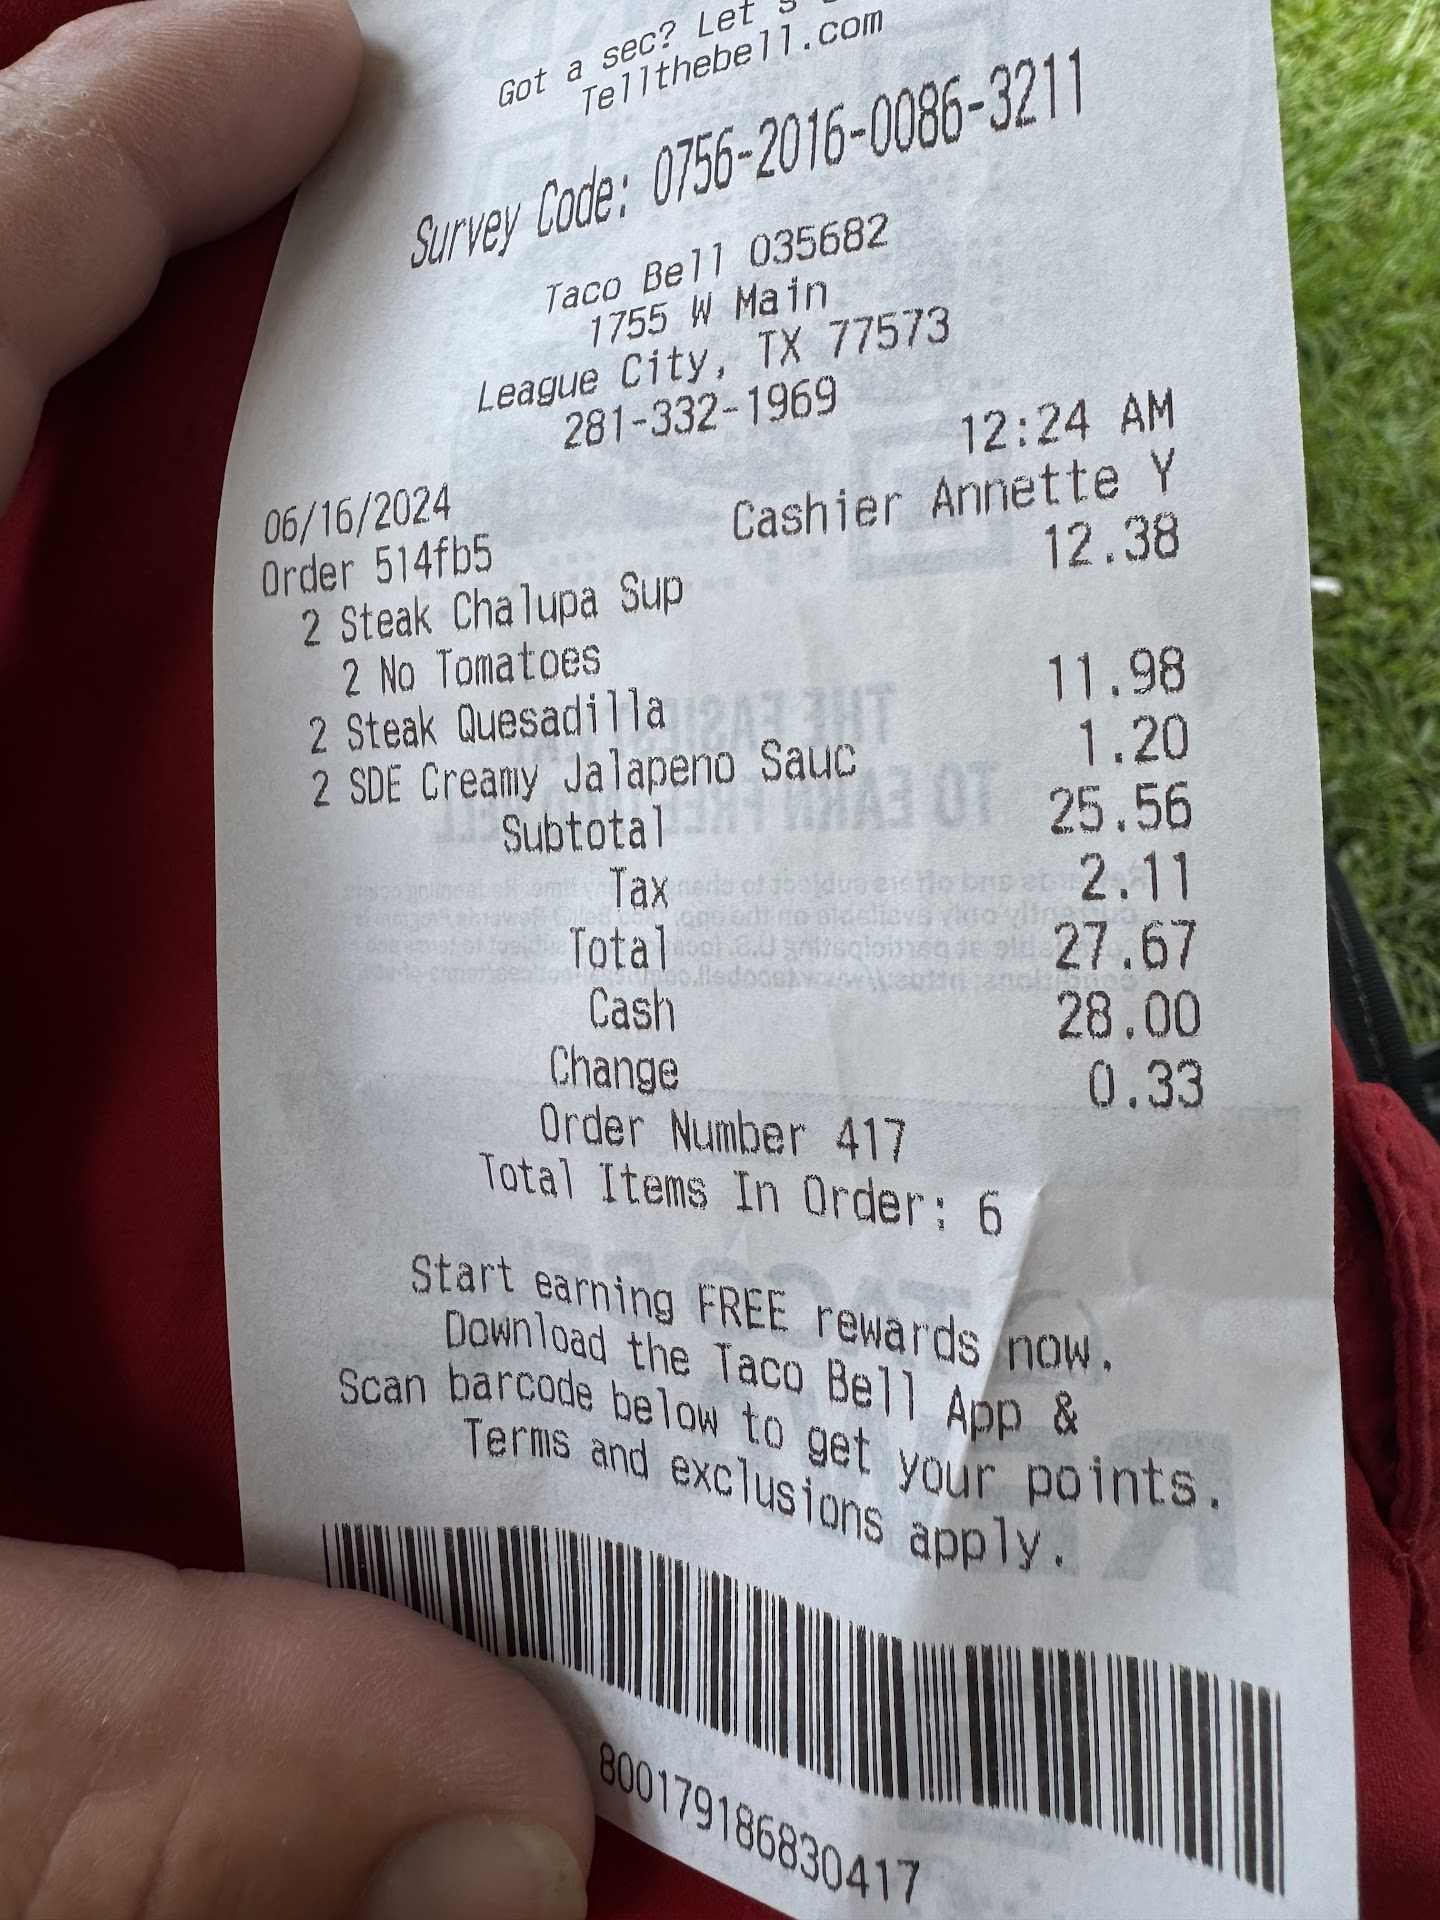 Got a sec? Let's
Tellthebell.com
Survey Code: 0756-2016-0086-3211
Taco Bell 035682
1755 W Main
League City, TX 77573
281-332-1969
06/16/2024 12:24 AM
Order 514fb5 Cashier Annette Y
2 Steak Chalupa Sup 12.38
2 No Tomatoes
2 Steak Quesadilla 11.98
2 SDE Creamy Jalapeno Sauc 1.20
Subtotal 25.56
Tax 2.11
Total 27.67
Cash 28.00
Change 0.33
Order Number 417
Total Items In Order: 6
Start earning FREE rewards now.
Download the Taco Bell App &
Scan barcode below to get your points.
Terms and exclusions apply.
800179186830417